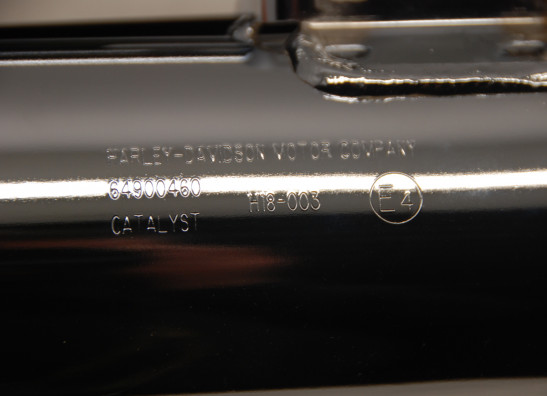 HARLEY-DAVIDSON MOTOR COMPANY
64900460 H18-003 E4
CATALYST